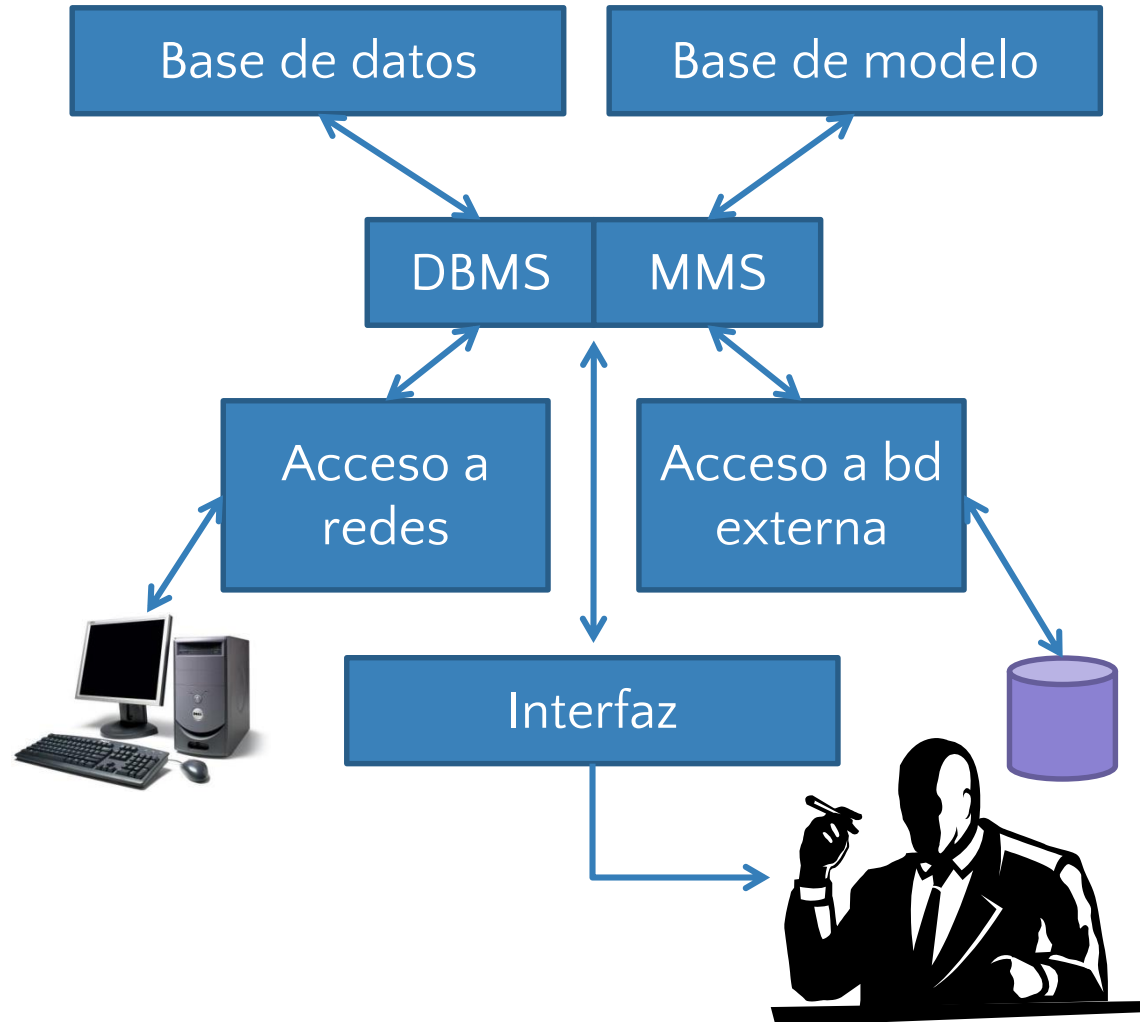 Base de datos
Base de modelo
DBMS
MMS
Acceso a
redes
Acceso a bd
externa
Interfaz